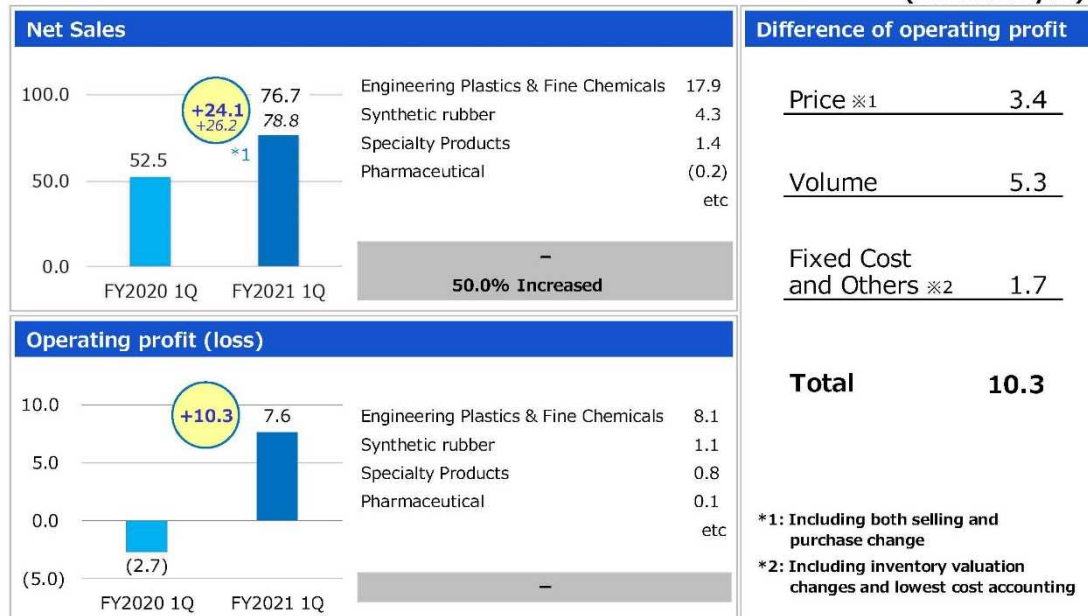 Net Sales
100.0
50.0
0.0
52.5
+24.1
+26.2
*1
76.7
78.8
FY2020 1Q
FY2021 1Q
Engineering Plastics & Fine Chemicals 17.9
Synthetic rubber 4.3
Specialty Products 1.4
Pharmaceutical (0.2)
etc
–
50.0% Increased
Operating profit (loss)
10.0
5.0
0.0
(5.0)
+10.3
7.6
(2.7)
FY2020 1Q
FY2021 1Q
Engineering Plastics & Fine Chemicals 8.1
Synthetic rubber 1.1
Specialty Products 0.8
Pharmaceutical 0.1
etc
–
Difference of operating profit
Price ※1 3.4
Volume 5.3
Fixed Cost
and Others ※2 1.7
Total 10.3
*1: Including both selling and
purchase change
*2: Including inventory valuation
changes and lowest cost accounting